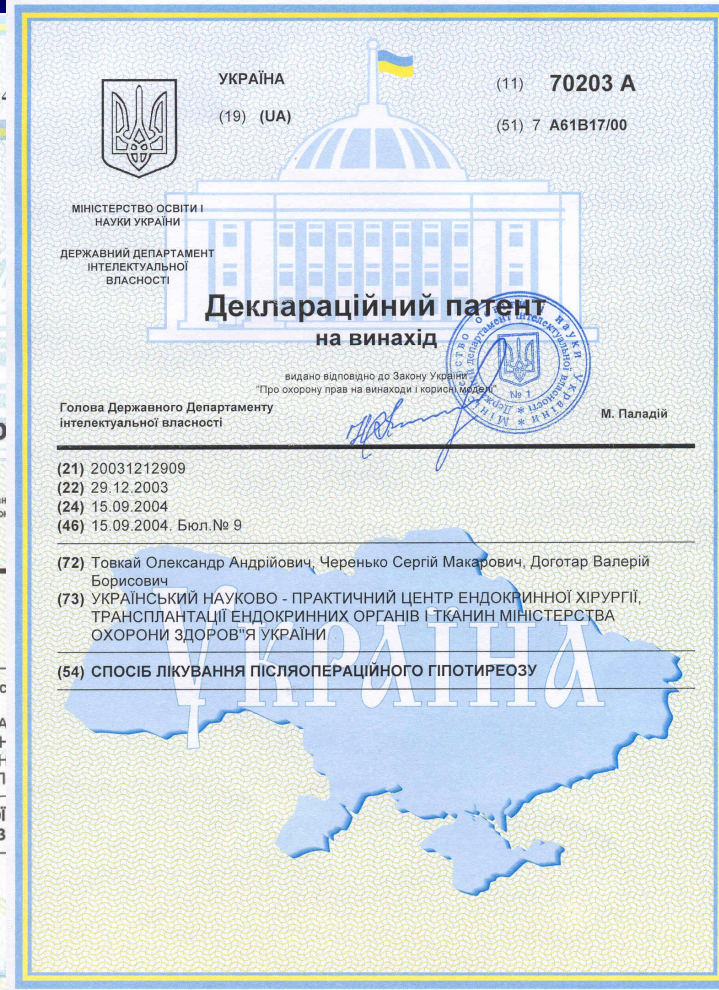 УКРАЇНА
(19) (UA)
(11) 70203 A
(51) 7 A61B17/00
МІНІСТЕРСТВО ОСВІТИ І
НАУКИ УКРАЇНИ
ДЕРЖАВНИЙ ДЕПАРТАМЕНТ
ІНТЕЛЕКТУАЛЬНОЇ
ВЛАСНОСТІ
Деклараційний патент
на винахід
видано відповідно до Закону України
"Про охорону прав на винаходи і корисні моделі"
Голова Державного Департаменту
інтелектуальної власності
М. Паладій
№ 1
(21) 20031212909
(22) 29.12.2003
(24) 15.09.2004
(46) 15.09.2004. Бюл.№ 9
(72) Товкай Олександр Андрійович, Черенько Сергій Макарович, Доготар Валерій
Борисович
(73) УКРАЇНСЬКИЙ НАУКОВО - ПРАКТИЧНИЙ ЦЕНТР ЕНДОКРИННОЇ ХІРУРГІЇ,
ТРАНСПЛАНТАЦІЇ ЕНДОКРИННИХ ОРГАНІВ І ТКАНИН МІНІСТЕРСТВА
ОХОРОНИ ЗДОРОВ"Я УКРАЇНИ
(54) СПОСІБ ЛІКУВАННЯ ПІСЛЯОПЕРАЦІЙНОГО ГІПОТИРЕОЗУ
Україна